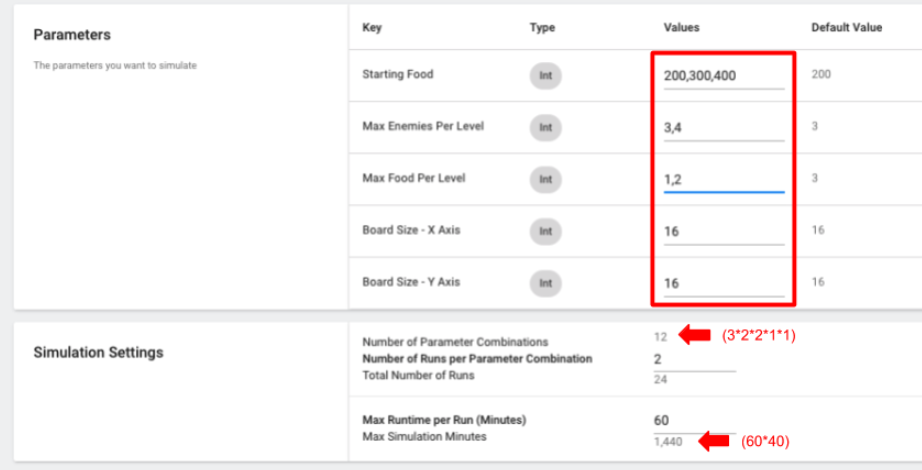 Parameters
The parameters you want to simulate
Key Type Values Default Value
Starting Food Int 200,300,400 200
Max Enemies Per Level Int 3,4 3
Max Food Per Level Int 1,2 3
Board Size - X Axis Int 16 16
Board Size - Y Axis Int 16 16
Simulation Settings
Number of Parameter Combinations 12 (3*2*2*1*1)
Number of Runs per Parameter Combination 2
Total Number of Runs 24
Max Runtime per Run (Minutes) 60
Max Simulation Minutes 1,440 (60*40)